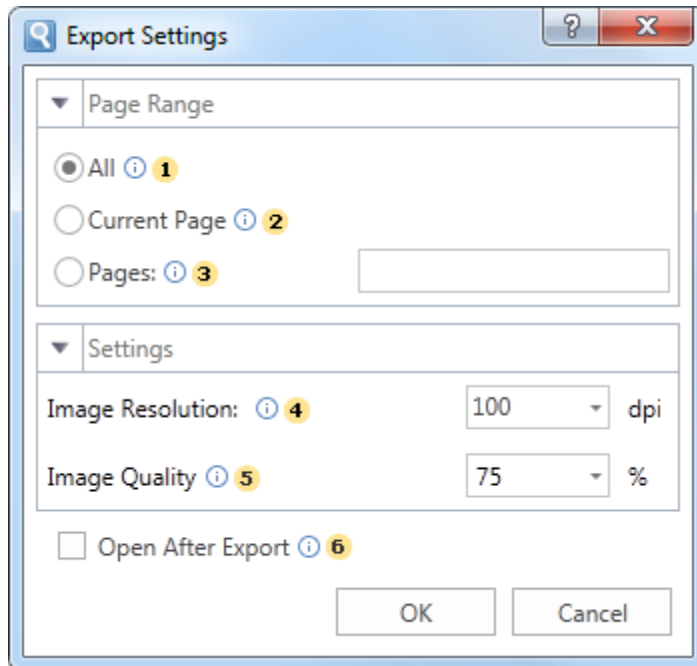 Export Settings ?
Page Range
All 1
Current Page 2
Pages: 3
Settings
Image Resolution: 4 100 dpi
Image Quality 5 75 %
Open After Export 6
OK Cancel